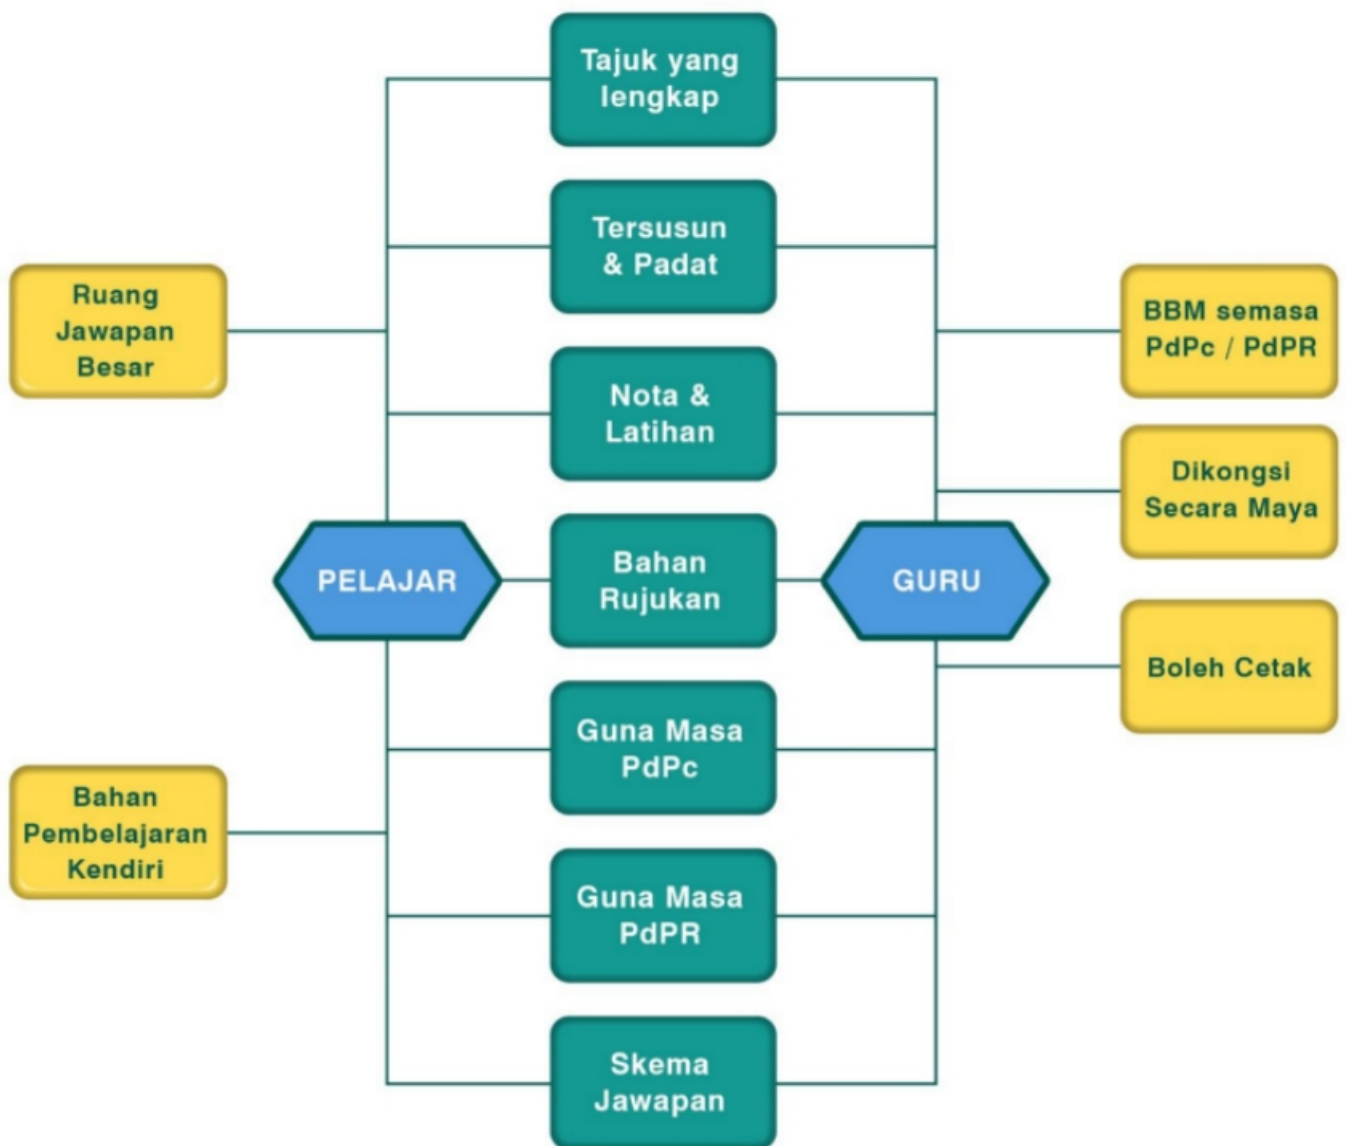 Tajuk yang
lengkap
Tersusun
& Padat
Ruang
Jawapan
Besar
BBM semasa
PdPc / PdPR
Nota &
Latihan
Dikongsi
Secara Maya
PELAJAR
Bahan
Rujukan
GURU
Boleh Cetak
Guna Masa
PdPc
Bahan
Pembelajaran
Kendiri
Guna Masa
PdPR
Skema
Jawapan